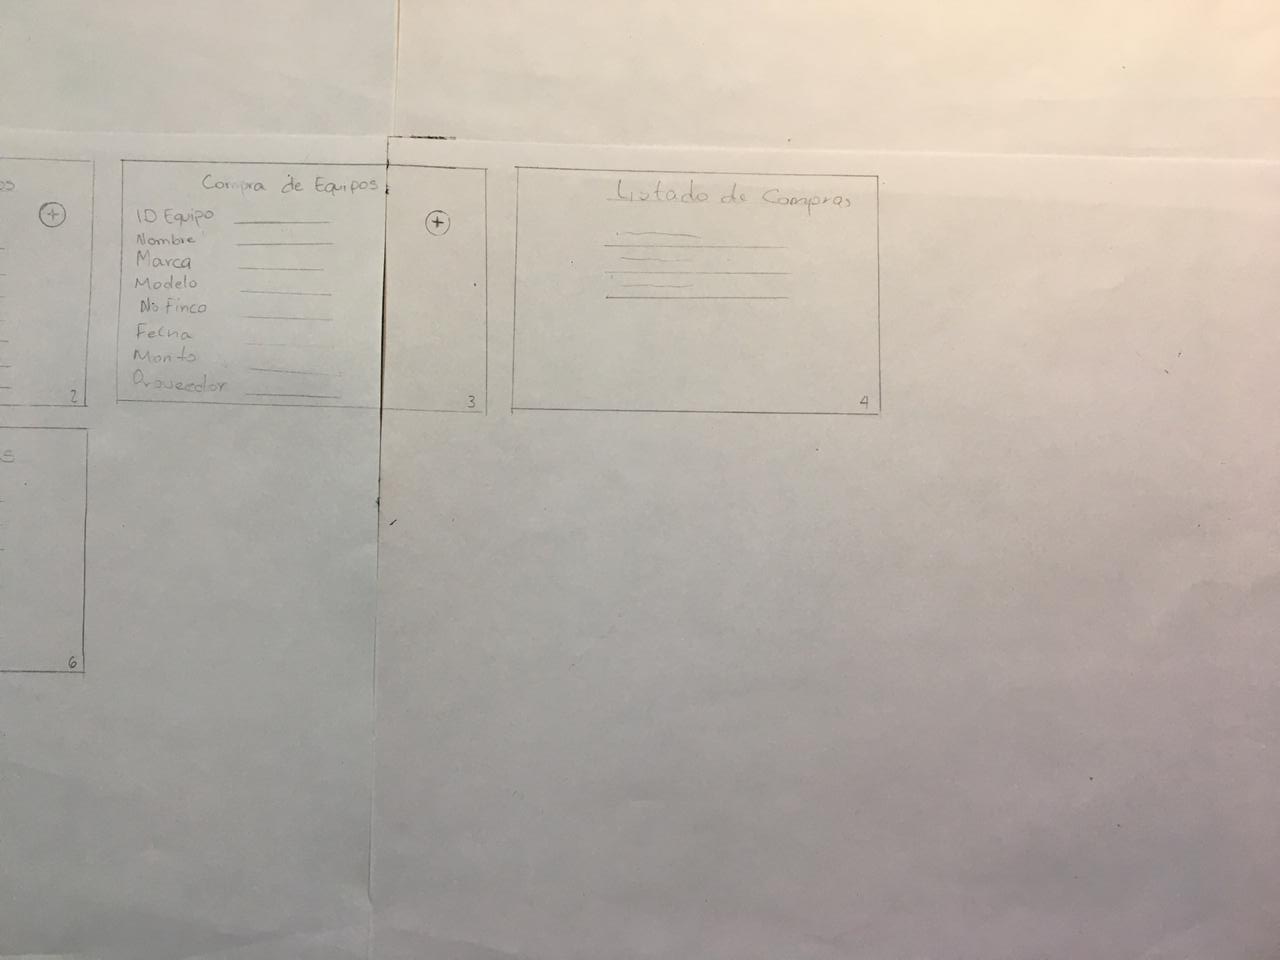 os
+
2
Compra de Equipos
+
ID Equipo
Nombre
Marca
Modelo
No Finco
Fecha
Monto
Proveedor
3
Listado de Compras
4
s
6